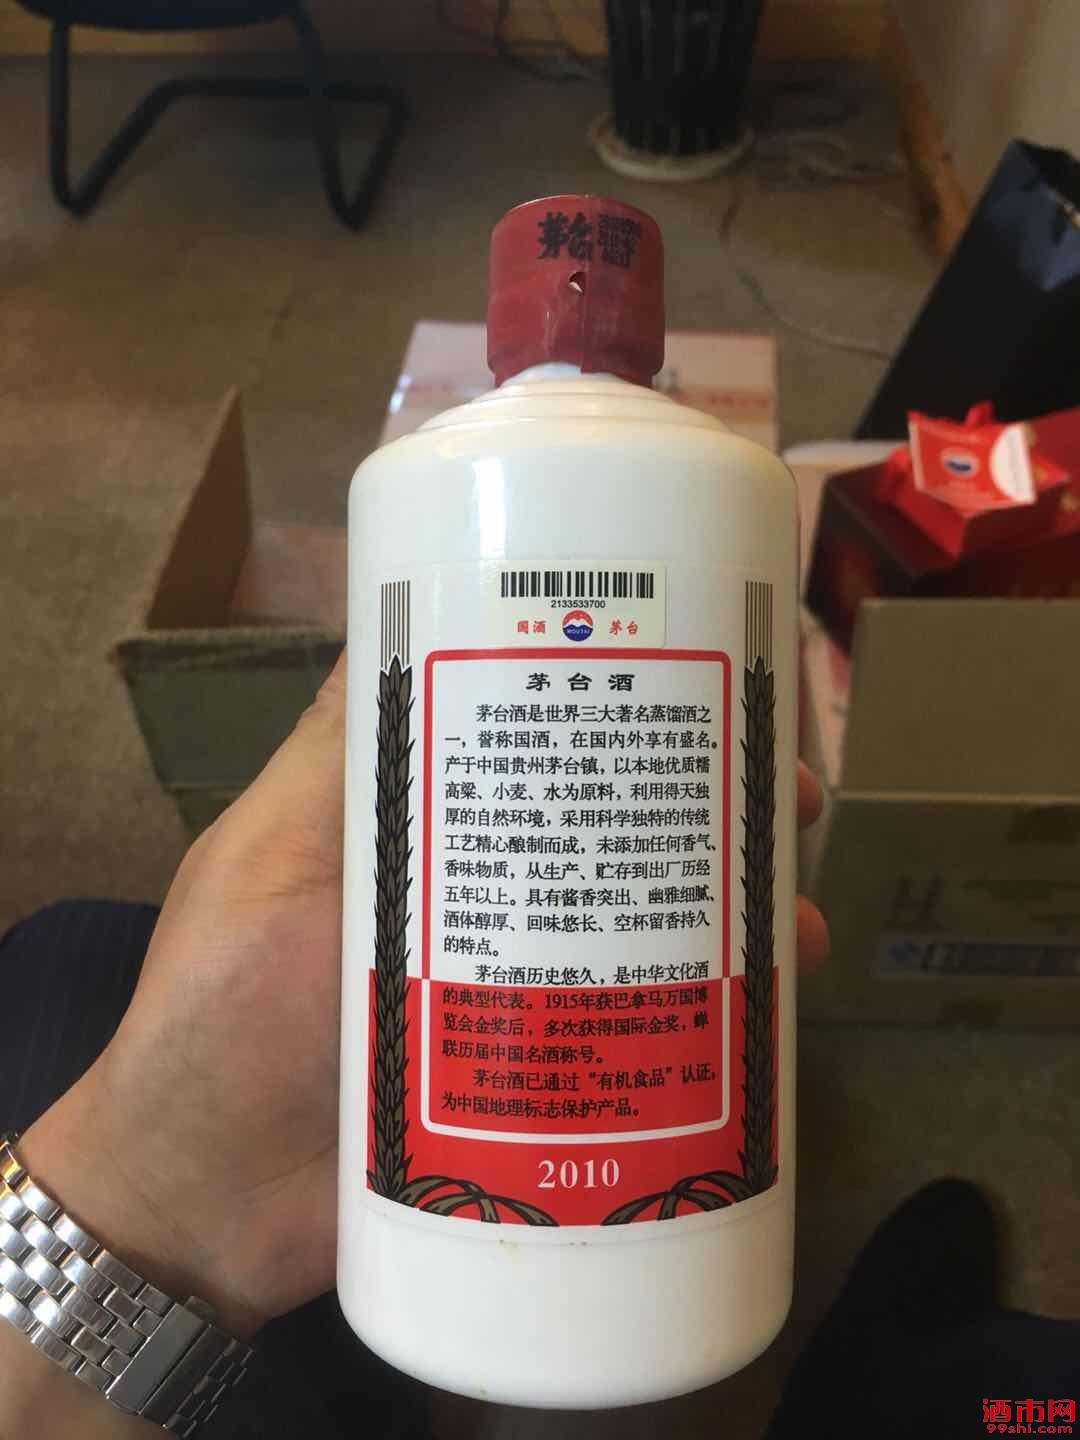 茅台
2133533700
国酒 MOUTAI 茅台
茅台酒
茅台酒是世界三大著名蒸馏酒之
一，誉称国酒，在国内外享有盛名。
产于中国贵州茅台镇，以本地优质糯
高粱、小麦、水为原料，利用得天独
厚的自然环境，采用科学独特的传统
工艺精心酿制而成，未添加任何香气、
香味物质，从生产、贮存到出厂历经
五年以上。具有酱香突出、幽雅细腻、
酒体醇厚、回味悠长、空杯留香持久
的特点。
茅台酒历史悠久，是中华文化酒
的典型代表。1915年获巴拿马万国博
览会金奖后，多次获得国际金奖，蝉
联历届中国名酒称号。
茅台酒已通过“有机食品”认证，
为中国地理标志保护产品。
2010
酒市网
99shl.com